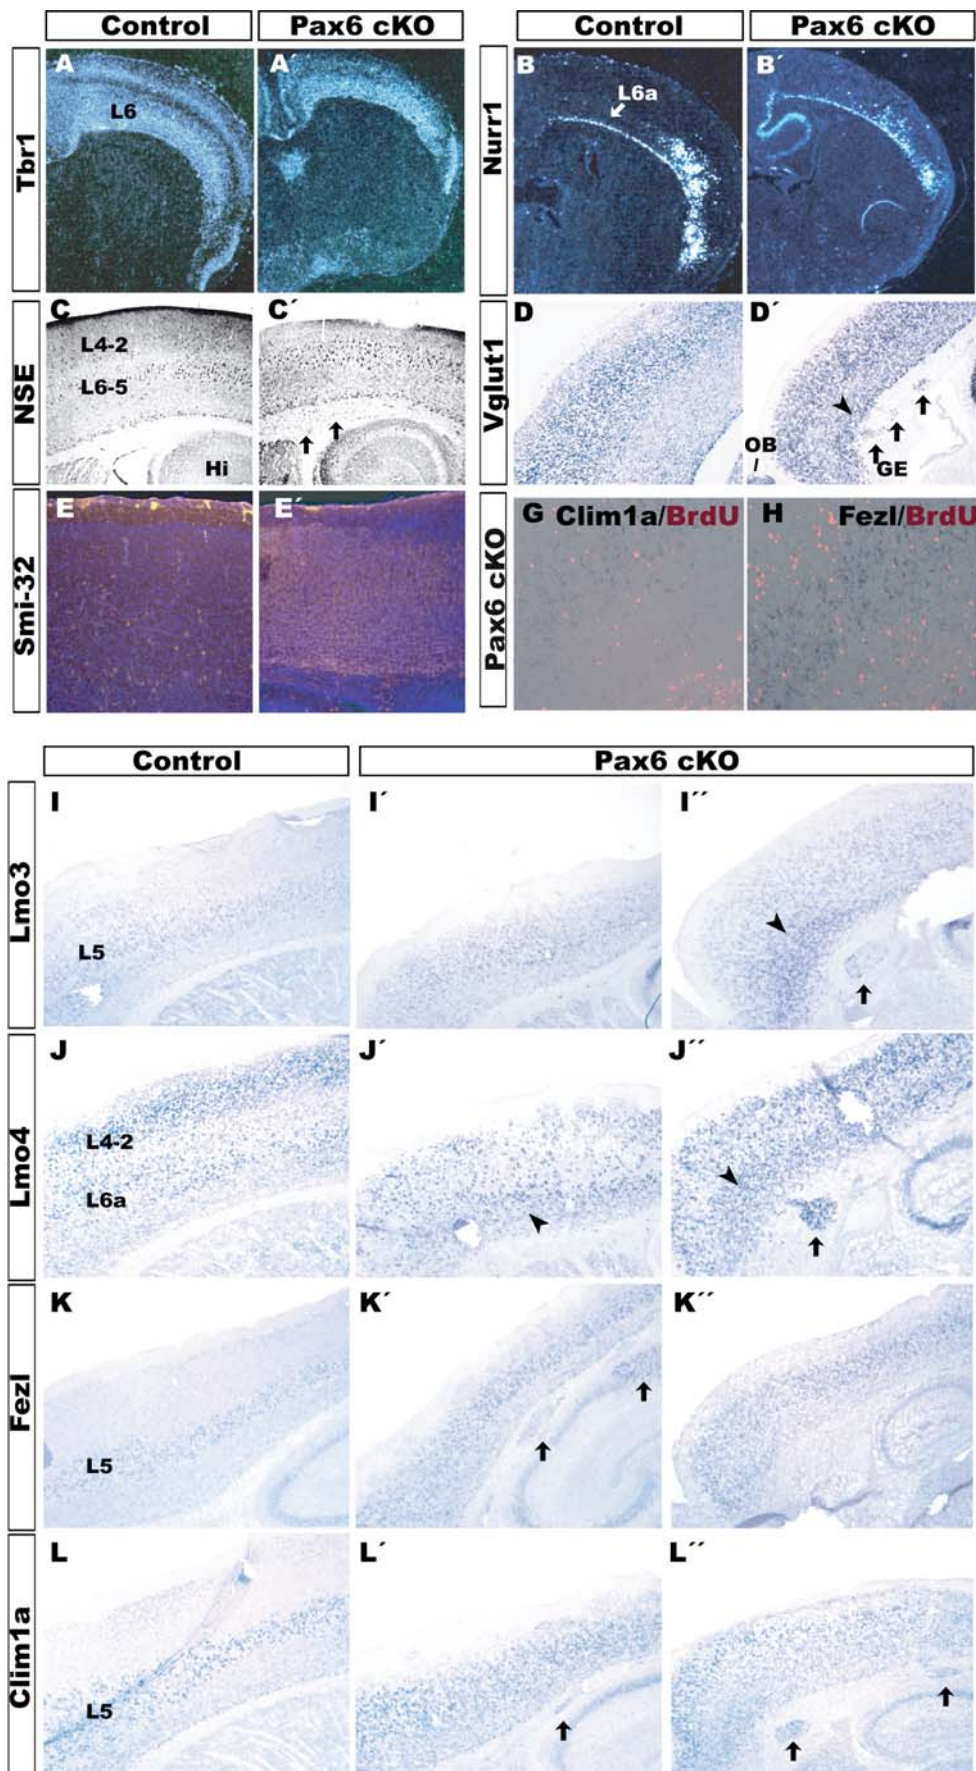 Control Pax6 cKO Control Pax6 cKO
Tbr1 A L6 A´ Nurr1 B L6a B´
NSE C L4-2 L6-5 Hi C´ Vglut1 D D´ OB GE
Smi-32 E E´ Pax6 cKO G Clim1a/BrdU H Fezl/BrdU
Control Pax6 cKO
Lmo3 I L5 I´ I´´
Lmo4 J L4-2 L6a J´ J´´
Fezl K L5 K´ K´´
Clim1a L L5 L´ L´´